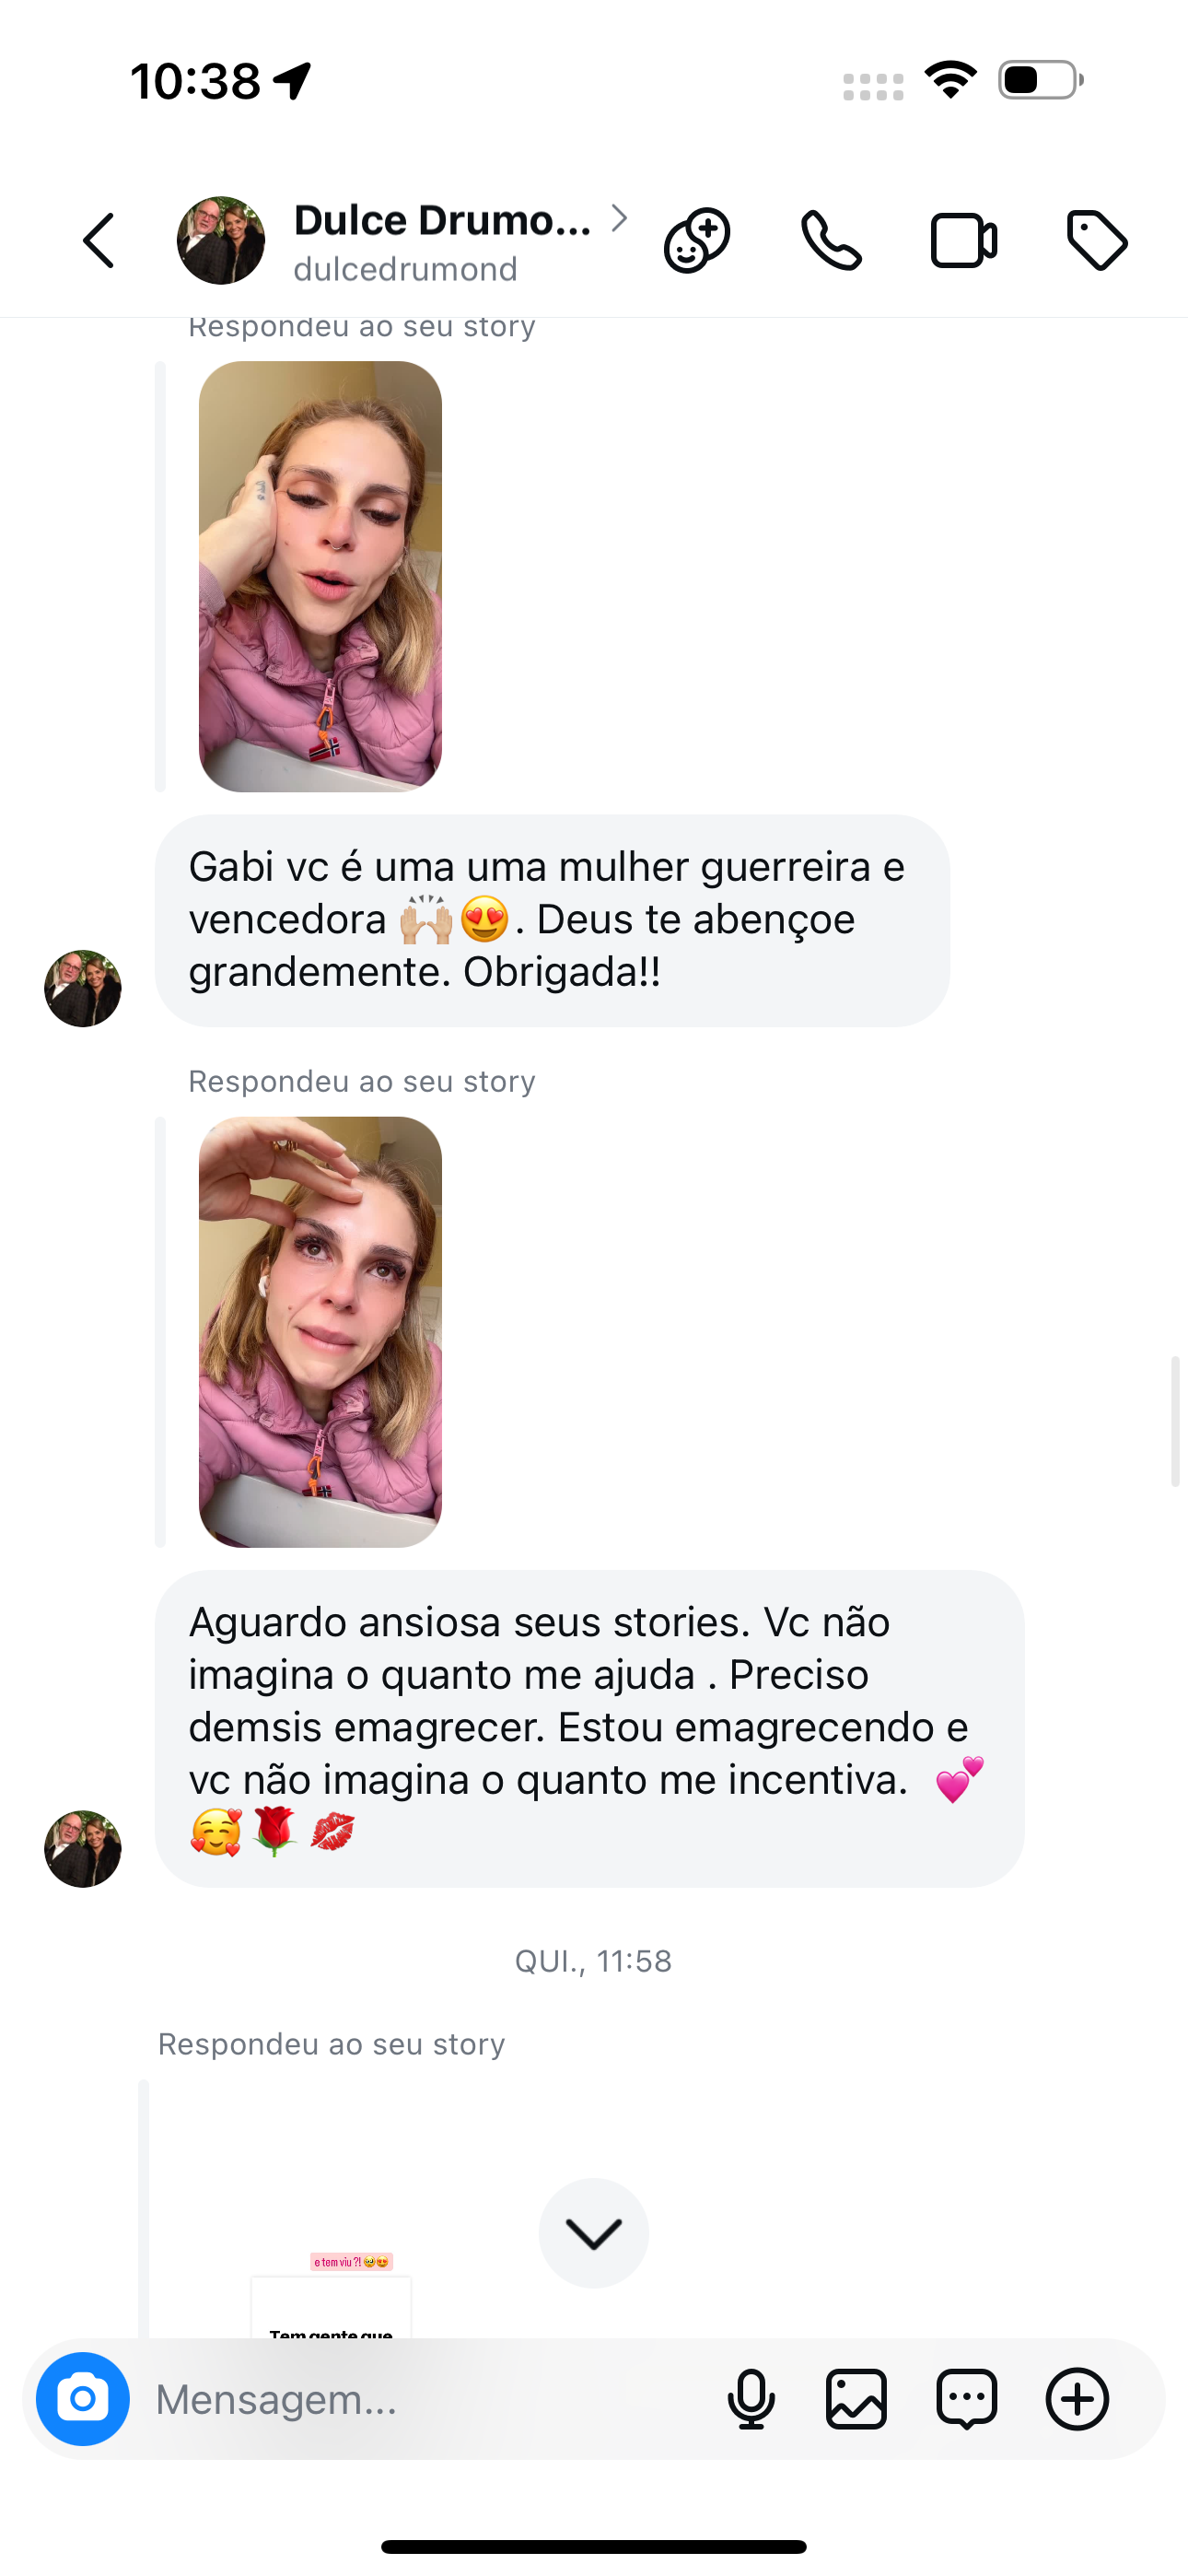 10:38
Dulce Drumo...
dulcedrumond
Respondeu ao seu story
Gabi vc é uma uma mulher guerreira e
vencedora 🙌🏼😍. Deus te abençoe
grandemente. Obrigada!!
Respondeu ao seu story
Aguardo ansiosa seus stories. Vc não
imagina o quanto me ajuda . Preciso
demsis emagrecer. Estou emagrecendo e
vc não imagina o quanto me incentiva. 💕
🥰🌹💋
QUI., 11:58
Respondeu ao seu story
e tem viu ?! 🥹😍
Tem gente que
Mensagem...